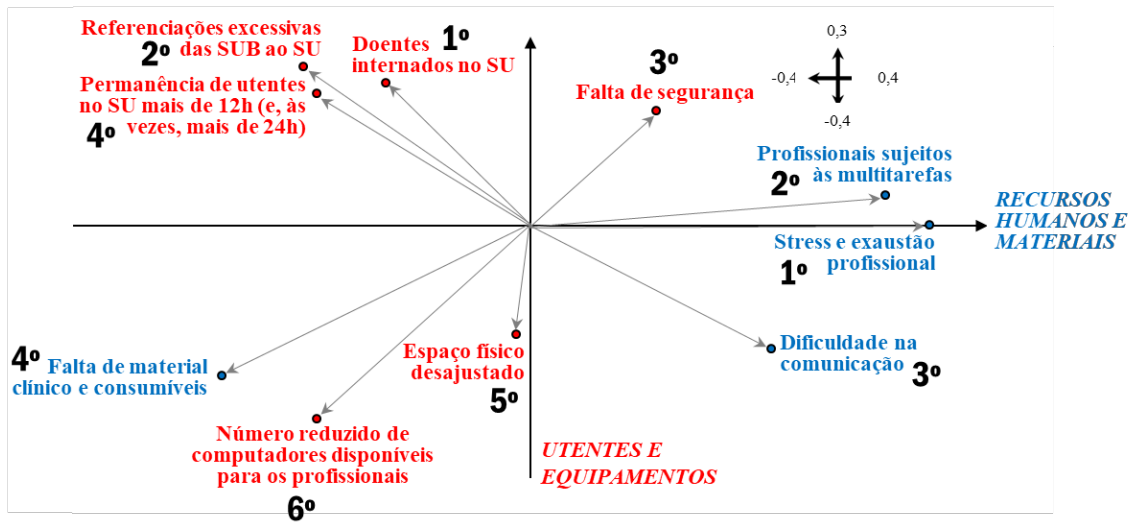 Referenciações excessivas
2º das SUB ao SU
Permanência de utentes
no SU mais de 12h (e, às
vezes, mais de 24h)
4º
Doentes 1º
internados no SU
3º
Falta de segurança
0,3
-0,4 0,4
-0,4
Profissionais sujeitos
às multitarefas
2º
RECURSOS
HUMANOS E
MATERIAIS
Stress e exaustão
profissional
1º
Dificuldade na
comunicação 3º
4º Falta de material
clínico e consumíveis
Espaço físico
desajustado
5º
Número reduzido de
computadores disponíveis
para os profissionais
6º
UTENTES E
EQUIPAMENTOS